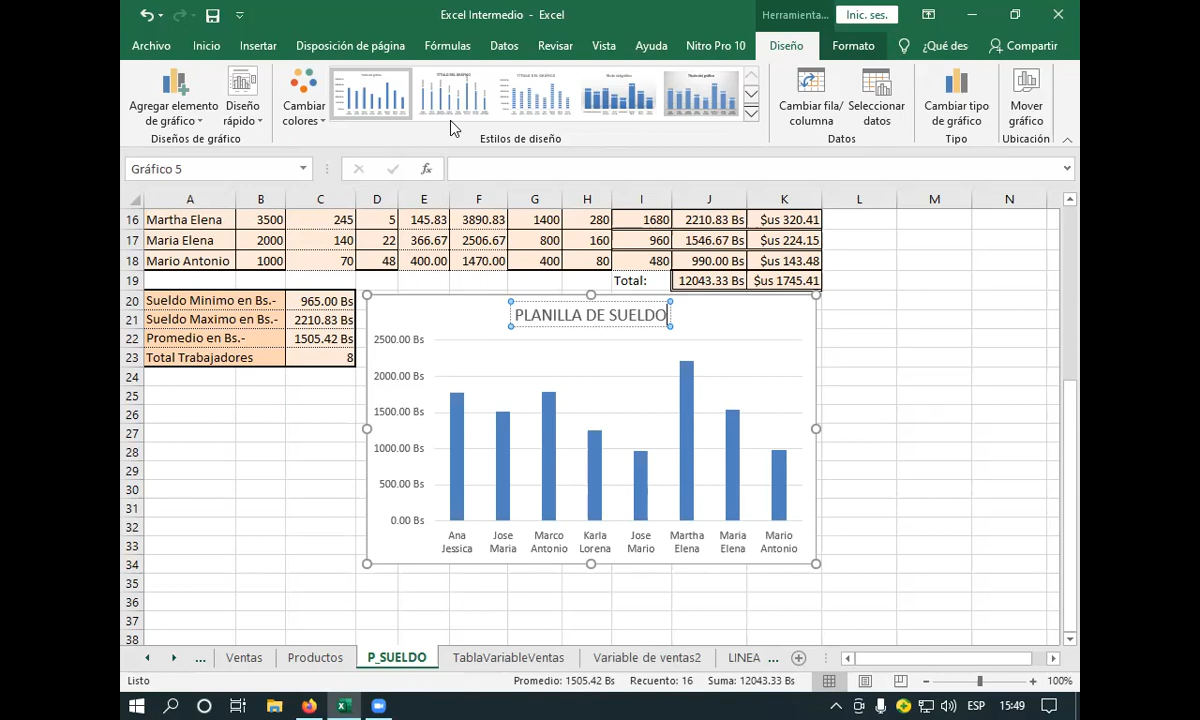 Excel Intermedio - Excel
Herramienta...
Inic. ses.
Archivo Inicio Insertar Disposición de página Fórmulas Datos Revisar Vista Ayuda Nitro Pro 10 Diseño Formato ¿Qué des Compartir
Agregar elemento de gráfico
Diseño rápido
Cambiar colores
Cambiar fila/ columna
Seleccionar datos
Cambiar tipo de gráfico
Mover gráfico
Diseños de gráfico
Estilos de diseño
Datos
Tipo
Ubicación
Gráfico 5
fx
A B C D E F G H I J K L M N
16 Martha Elena 3500 245 5 145.83 3890.83 1400 280 1680 2210.83 Bs $us 320.41
17 Maria Elena 2000 140 22 366.67 2506.67 800 160 960 1546.67 Bs $us 224.15
18 Mario Antonio 1000 70 48 400.00 1470.00 400 80 480 990.00 Bs $us 143.48
19 Total: 12043.33 Bs $us 1745.41
20 Sueldo Minimo en Bs.- 965.00 Bs
21 Sueldo Maximo en Bs.- 2210.83 Bs
22 Promedio en Bs.- 1505.42 Bs
23 Total Trabajadores 8
24
25
26
27
28
29
30
31
32
33
34
35
36
37
38
PLANILLA DE SUELDO
2500.00 Bs
2000.00 Bs
1500.00 Bs
1000.00 Bs
500.00 Bs
0.00 Bs
Ana Jessica
Jose Maria
Marco Antonio
Karla Lorena
Jose Mario
Martha Elena
Maria Elena
Mario Antonio
... Ventas Productos P_SUELDO TablaVariableVentas Variable de ventas2 LINEA ...
Listo Promedio: 1505.42 Bs Recuento: 16 Suma: 12043.33 Bs 100%
ESP 15:49